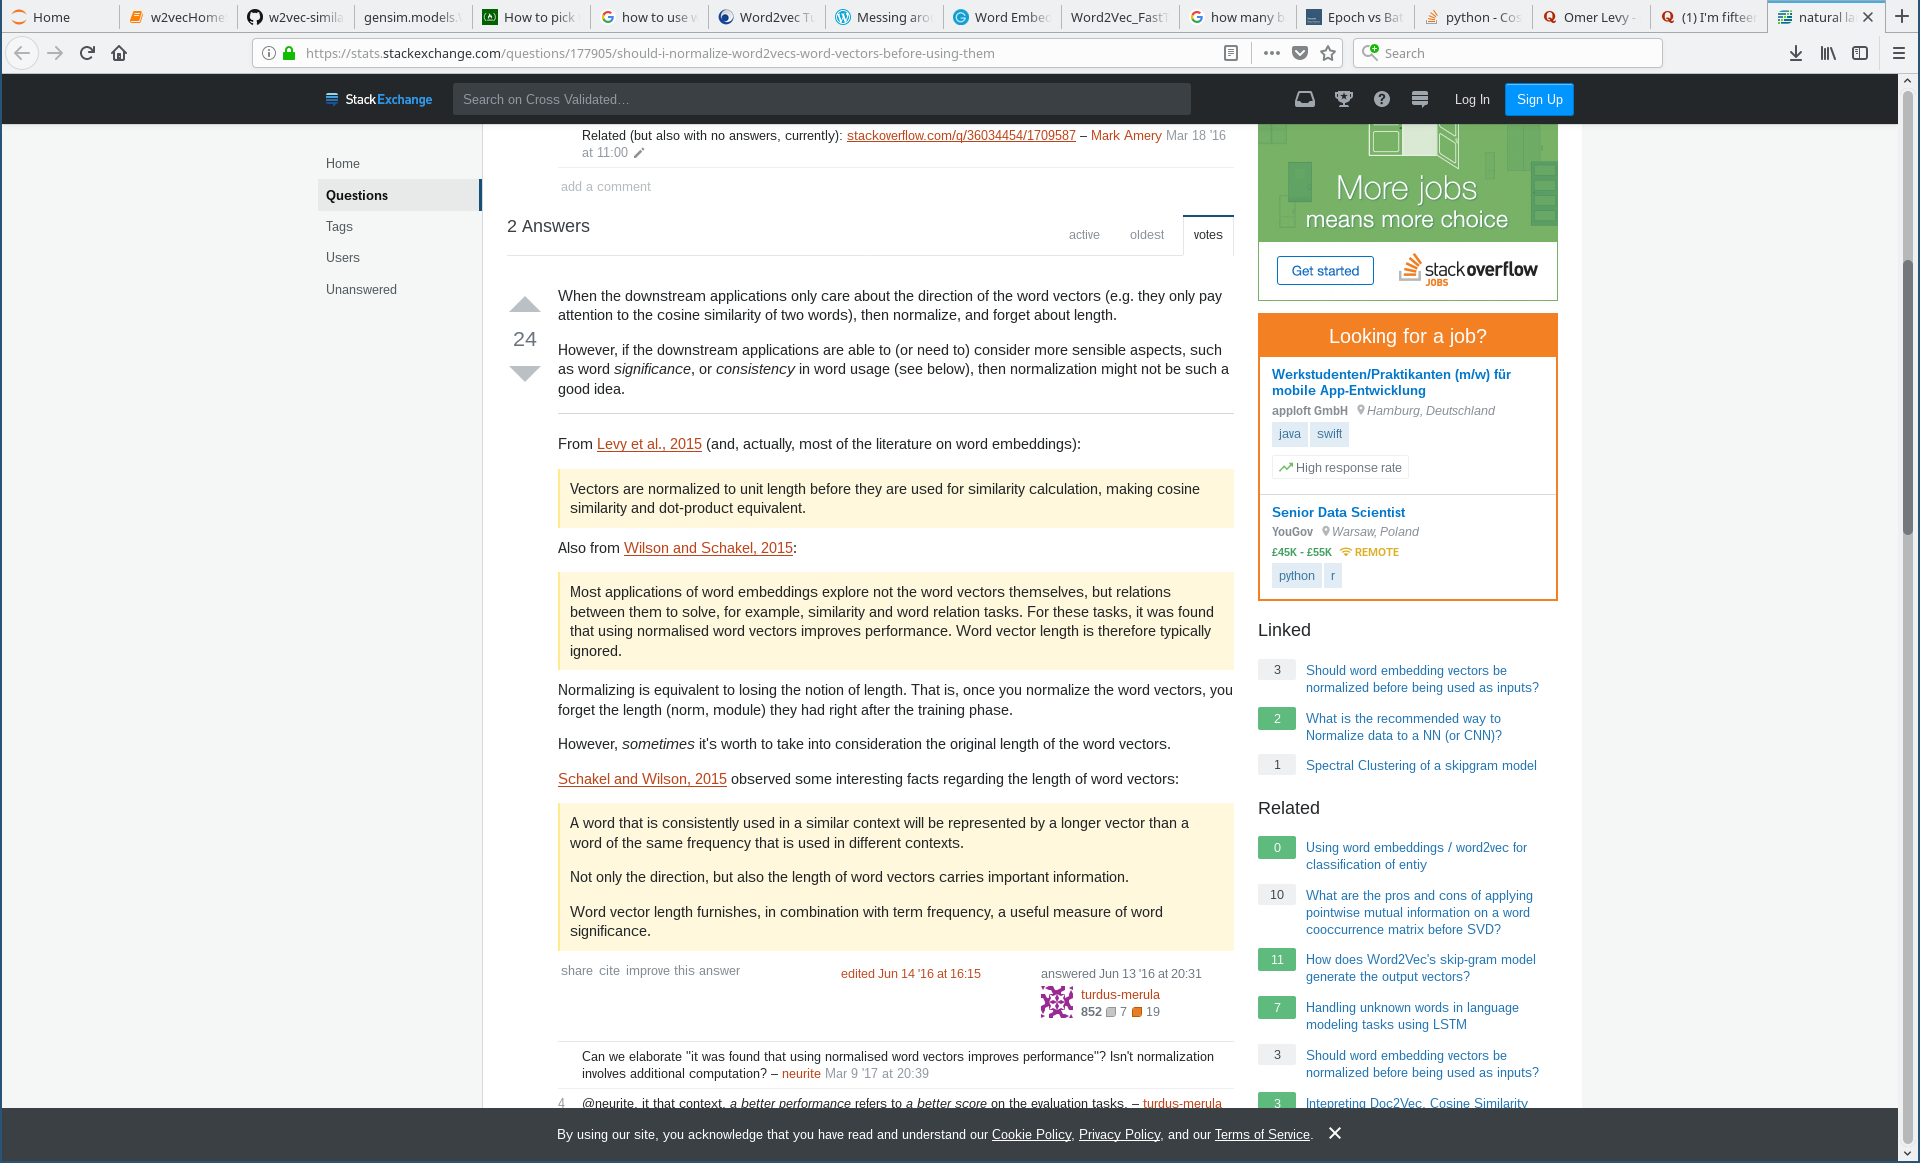 Home
w2vecHome
w2vec-simila
gensim.models.
How to pick
how to use
Word2vec Tu
Messing aro
Word Embed
Word2Vec_FastT
how many
Epoch vs Bat
python - Cos
Omer Levy -
(1) I'm fifteen
natural la
https://stats.stackexchange.com/questions/177905/should-i-normalize-word2vecs-word-vectors-before-using-them
Search
StackExchange
Search on Cross Validated…
Log In
Sign Up
Home
Questions
Tags
Users
Unanswered
Related (but also with no answers, currently): stackoverflow.com/q/36034454/1709587 – Mark Amery Mar 18 '16
at 11:00
add a comment
2 Answers
active
oldest
votes
24
When the downstream applications only care about the direction of the word vectors (e.g. they only pay
attention to the cosine similarity of two words), then normalize, and forget about length.
However, if the downstream applications are able to (or need to) consider more sensible aspects, such
as word significance, or consistency in word usage (see below), then normalization might not be such a
good idea.
From Levy et al., 2015 (and, actually, most of the literature on word embeddings):
Vectors are normalized to unit length before they are used for similarity calculation, making cosine
similarity and dot-product equivalent.
Also from Wilson and Schakel, 2015:
Most applications of word embeddings explore not the word vectors themselves, but relations
between them to solve, for example, similarity and word relation tasks. For these tasks, it was found
that using normalised word vectors improves performance. Word vector length is therefore typically
ignored.
Normalizing is equivalent to losing the notion of length. That is, once you normalize the word vectors, you
forget the length (norm, module) they had right after the training phase.
However, sometimes it's worth to take into consideration the original length of the word vectors.
Schakel and Wilson, 2015 observed some interesting facts regarding the length of word vectors:
A word that is consistently used in a similar context will be represented by a longer vector than a
word of the same frequency that is used in different contexts.
Not only the direction, but also the length of word vectors carries important information.
Word vector length furnishes, in combination with term frequency, a useful measure of word
significance.
share cite improve this answer
edited Jun 14 '16 at 16:15
answered Jun 13 '16 at 20:31
turdus-merula
852 7 19
Can we elaborate "it was found that using normalised word vectors improves performance"? Isn't normalization
involves additional computation? – neurite Mar 9 '17 at 20:39
4 @neurite, it that context, a better performance refers to a better score on the evaluation tasks. – turdus-merula
More jobs
means more choice
Get started
stackoverflow
JOBS
Looking for a job?
Werkstudenten/Praktikanten (m/w) für
mobile App-Entwicklung
apploft GmbH Hamburg, Deutschland
java swift
High response rate
Senior Data Scientist
YouGov Warsaw, Poland
£45K - £55K REMOTE
python r
Linked
3 Should word embedding vectors be
normalized before being used as inputs?
2 What is the recommended way to
Normalize data to a NN (or CNN)?
1 Spectral Clustering of a skipgram model
Related
0 Using word embeddings / word2vec for
classification of entiy
10 What are the pros and cons of applying
pointwise mutual information on a word
cooccurrence matrix before SVD?
11 How does Word2Vec's skip-gram model
generate the output vectors?
7 Handling unknown words in language
modeling tasks using LSTM
3 Should word embedding vectors be
normalized before being used as inputs?
3 Intepreting Doc2Vec, Cosine Similarity
By using our site, you acknowledge that you have read and understand our Cookie Policy, Privacy Policy, and our Terms of Service.